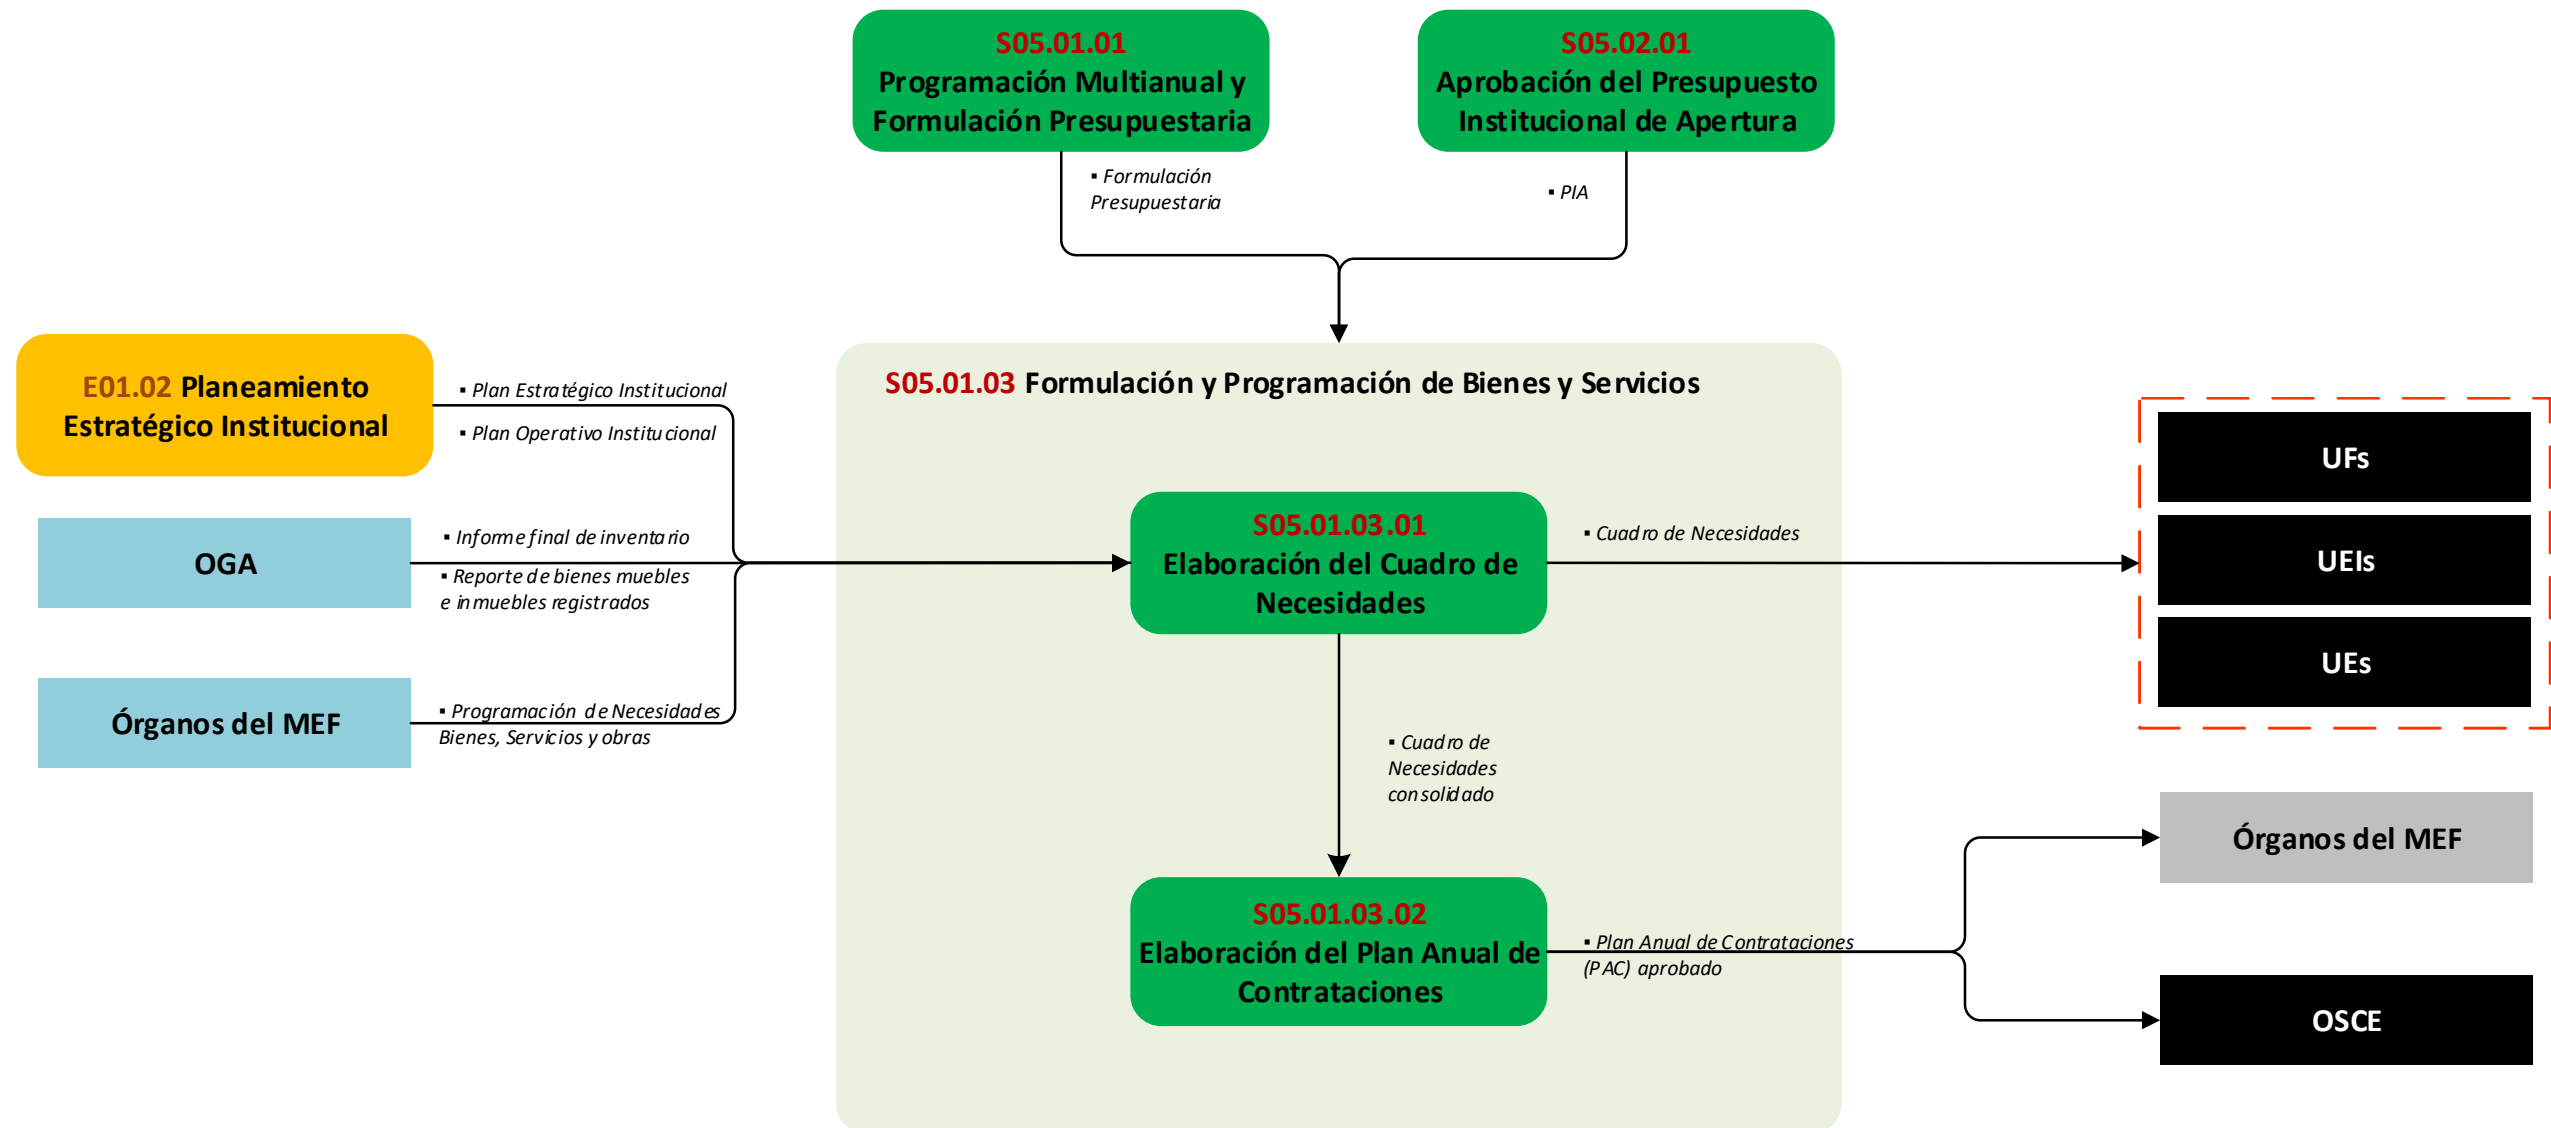 S05.01.01
Programación Multianual y
Formulación Presupuestaria
S05.02.01
Aprobación del Presupuesto
Institucional de Apertura
▪ Formulación
Presupuestaria
▪ PIA
E01.02 Planeamiento
Estratégico Institucional
▪ Plan Estratégico Institucional
▪ Plan Operativo Institucional
S05.01.03 Formulación y Programación de Bienes y Servicios
OGA
▪ Informe final de inventario
▪ Reporte de bienes muebles
e inmuebles registrados
S05.01.03.01
Elaboración del Cuadro de
Necesidades
▪ Cuadro de Necesidades
UFs
UEIs
UEs
Órganos del MEF
▪ Programación de Necesidades
Bienes, Servicios y obras
▪ Cuadro de
Necesidades
consolidado
S05.01.03.02
Elaboración del Plan Anual de
Contrataciones
▪ Plan Anual de Contrataciones
(PAC) aprobado
Órganos del MEF
OSCE